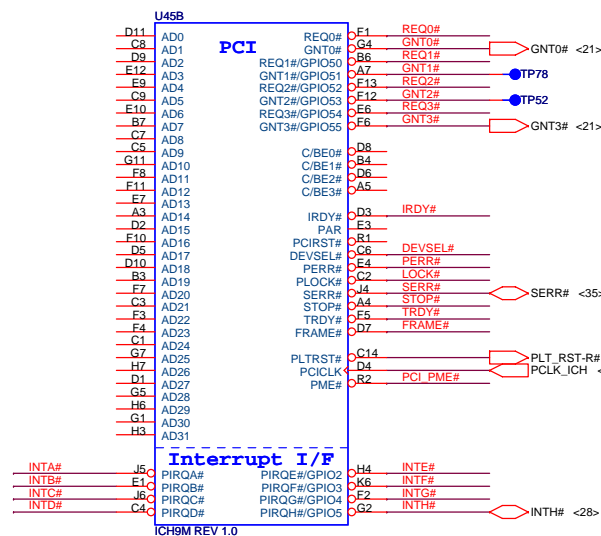 U45B
PCI
D11 AD0 REQ0# F1 REQ0#
C8 AD1 GNT0# G4 GNT0# GNT0# <21>
D9 AD2 REQ1#/GPIO50 B6 REQ1#
E12 AD3 GNT1#/GPIO51 A7 GNT1# TP78
E9 AD4 REQ2#/GPIO52 F13 REQ2#
C9 AD5 GNT2#/GPIO53 F12 GNT2# TP52
E10 AD6 REQ3#/GPIO54 E6 REQ3#
B7 AD7 GNT3#/GPIO55 F6 GNT3# GNT3# <21>
C7 AD8
C5 AD9 C/BE0# D8
G11 AD10 C/BE1# B4
F8 AD11 C/BE2# D6
F11 AD12 C/BE3# A5
E7 AD13
A3 AD14 IRDY# D3 IRDY#
D2 AD15 PAR E3
F10 AD16 PCIRST# R1
D5 AD17 DEVSEL# C6 DEVSEL#
D10 AD18 PERR# E4 PERR#
B3 AD19 PLOCK# C2 LOCK#
F7 AD20 SERR# J4 SERR# SERR# <35>
C3 AD21 STOP# A4 STOP#
F3 AD22 TRDY# F5 TRDY#
F4 AD23 FRAME# D7 FRAME#
C1 AD24
G7 AD25 PLTRST# C14 PLT_RST-R#
H7 AD26 PCICLK D4 PCLK_ICH <
D1 AD27 PME# R2 PCI_PME#
G5 AD28
H6 AD29
G1 AD30
H3 AD31
Interrupt I/F
INTA# J5 PIRQA# PIRQE#/GPIO2 H4 INTE#
INTB# E1 PIRQB# PIRQF#/GPIO3 K6 INTF#
INTC# J6 PIRQC# PIRQG#/GPIO4 F2 INTG#
INTD# C4 PIRQD# PIRQH#/GPIO5 G2 INTH# INTH# <28>
ICH9M REV 1.0